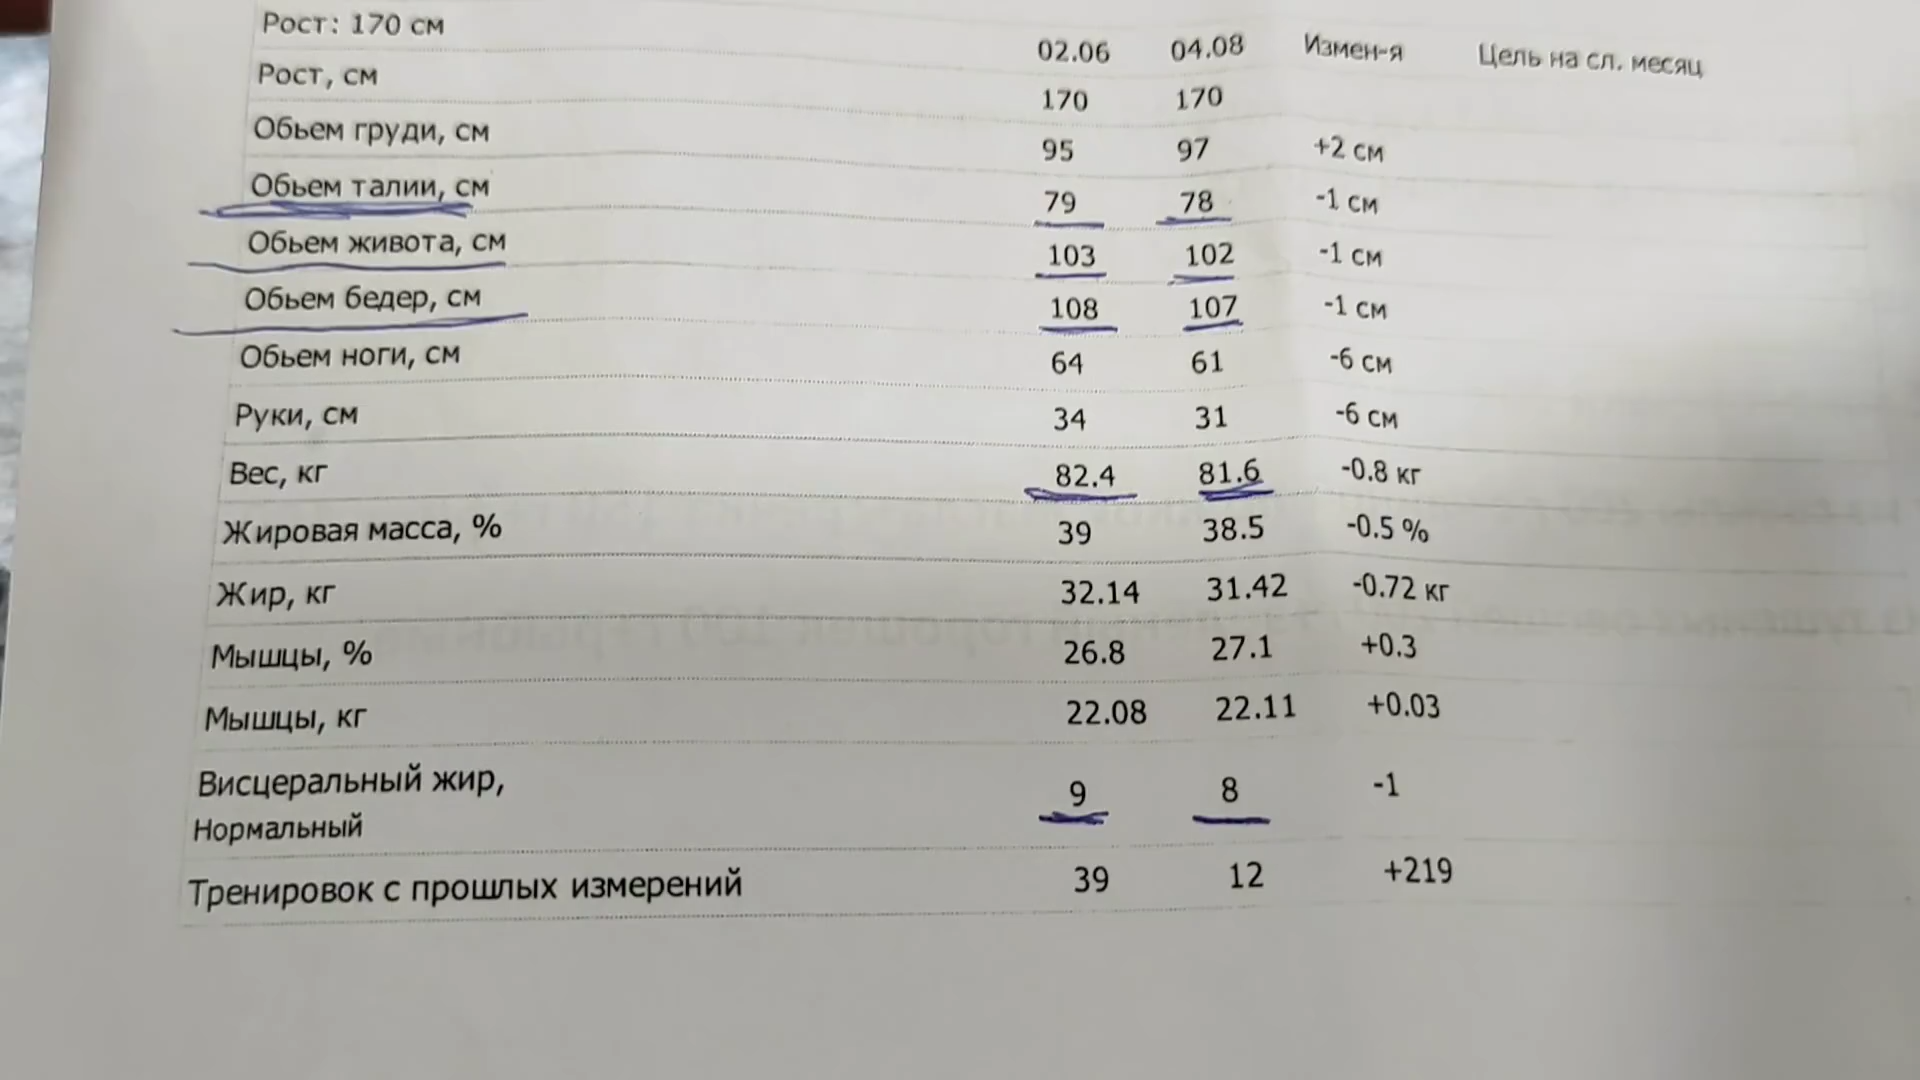 Рост: 170 см
02.06 04.08 Измен-я Цель на сл. месяц
Рост, см 170 170
Обьем груди, см 95 97 +2 см
Обьем талии, см 79 78 -1 см
Обьем живота, см 103 102 -1 см
Обьем бедер, см 108 107 -1 см
Обьем ноги, см 64 61 -6 см
Руки, см 34 31 -6 см
Вес, кг 82.4 81.6 -0.8 кг
Жировая масса, % 39 38.5 -0.5 %
Жир, кг 32.14 31.42 -0.72 кг
Мышцы, % 26.8 27.1 +0.3
Мышцы, кг 22.08 22.11 +0.03
Висцеральный жир, 9 8 -1
Нормальный
Тренировок с прошлых измерений 39 12 +219